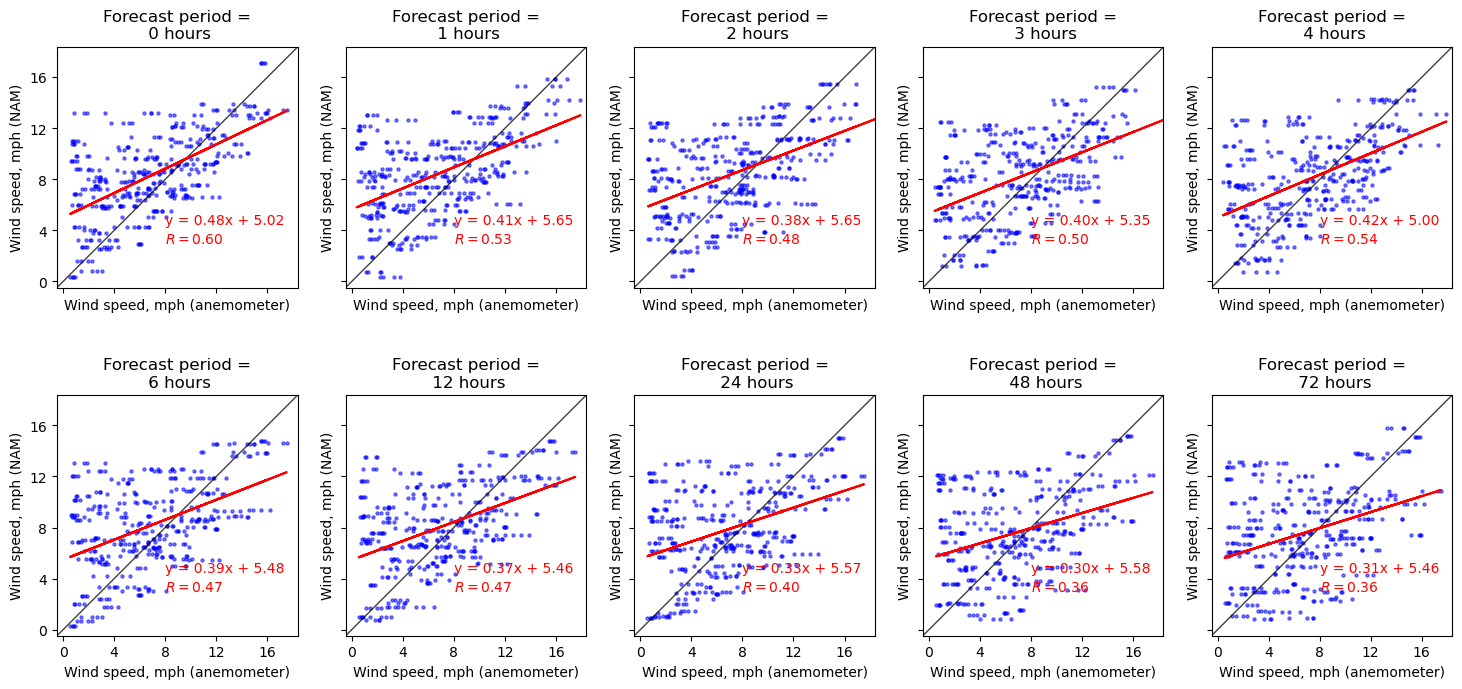 Forecast period =
0 hours
Forecast period =
1 hours
Forecast period =
2 hours
Forecast period =
3 hours
Forecast period =
4 hours
Wind speed, mph (NAM)
16
12
8
4
0
y = 0.48x + 5.02
R = 0.60
Wind speed, mph (anemometer)
Wind speed, mph (NAM)
y = 0.41x + 5.65
R = 0.53
Wind speed, mph (anemometer)
Wind speed, mph (NAM)
y = 0.38x + 5.65
R = 0.48
Wind speed, mph (anemometer)
Wind speed, mph (NAM)
y = 0.40x + 5.35
R = 0.50
Wind speed, mph (anemometer)
Wind speed, mph (NAM)
y = 0.42x + 5.00
R = 0.54
Wind speed, mph (anemometer)
Forecast period =
6 hours
Forecast period =
12 hours
Forecast period =
24 hours
Forecast period =
48 hours
Forecast period =
72 hours
Wind speed, mph (NAM)
16
12
8
4
0
y = 0.39x + 5.48
R = 0.47
0 4 8 12 16
Wind speed, mph (anemometer)
Wind speed, mph (NAM)
y = 0.37x + 5.46
R = 0.47
0 4 8 12 16
Wind speed, mph (anemometer)
Wind speed, mph (NAM)
y = 0.33x + 5.57
R = 0.40
0 4 8 12 16
Wind speed, mph (anemometer)
Wind speed, mph (NAM)
y = 0.30x + 5.58
R = 0.36
0 4 8 12 16
Wind speed, mph (anemometer)
Wind speed, mph (NAM)
y = 0.31x + 5.46
R = 0.36
0 4 8 12 16
Wind speed, mph (anemometer)